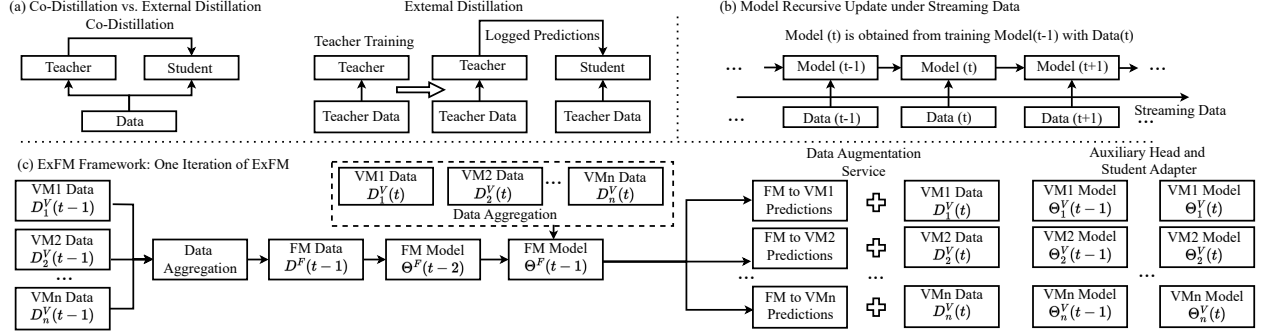 (a) Co-Distillation vs. External Distillation
Co-Distillation
Teacher
Student
Data
External Distillation
Teacher Training
Logged Predictions
Teacher
Teacher
Student
Teacher Data
Teacher Data
Teacher Data
(b) Model Recursive Update under Streaming Data
Model (t) is obtained from training Model(t-1) with Data(t)
...
Model (t-1)
Model (t)
Model (t+1)
...
Streaming Data
...
Data (t-1)
Data (t)
Data (t+1)
...
(c) ExFM Framework: One Iteration of ExFM
VM1 Data
D_1^V(t-1)
VM2 Data
D_2^V(t-1)
...
VMn Data
D_n^V(t-1)
Data
Aggregation
FM Data
D^F(t-1)
FM Model
Θ^F(t-2)
FM Model
Θ^F(t-1)
VM1 Data
D_1^V(t)
VM2 Data
D_2^V(t)
...
VMn Data
D_n^V(t)
Data Aggregation
Data Augmentation
Service
FM to VM1
Predictions
VM1 Data
D_1^V(t)
FM to VM2
Predictions
VM2 Data
D_2^V(t)
...
...
FM to VMn
Predictions
VMn Data
D_n^V(t)
Auxiliary Head and
Student Adapter
VM1 Model
Θ_1^V(t-1)
VM1 Model
Θ_1^V(t)
VM2 Model
Θ_2^V(t-1)
VM2 Model
Θ_2^V(t)
...
VMn Model
Θ_n^V(t-1)
VMn Model
Θ_n^V(t)